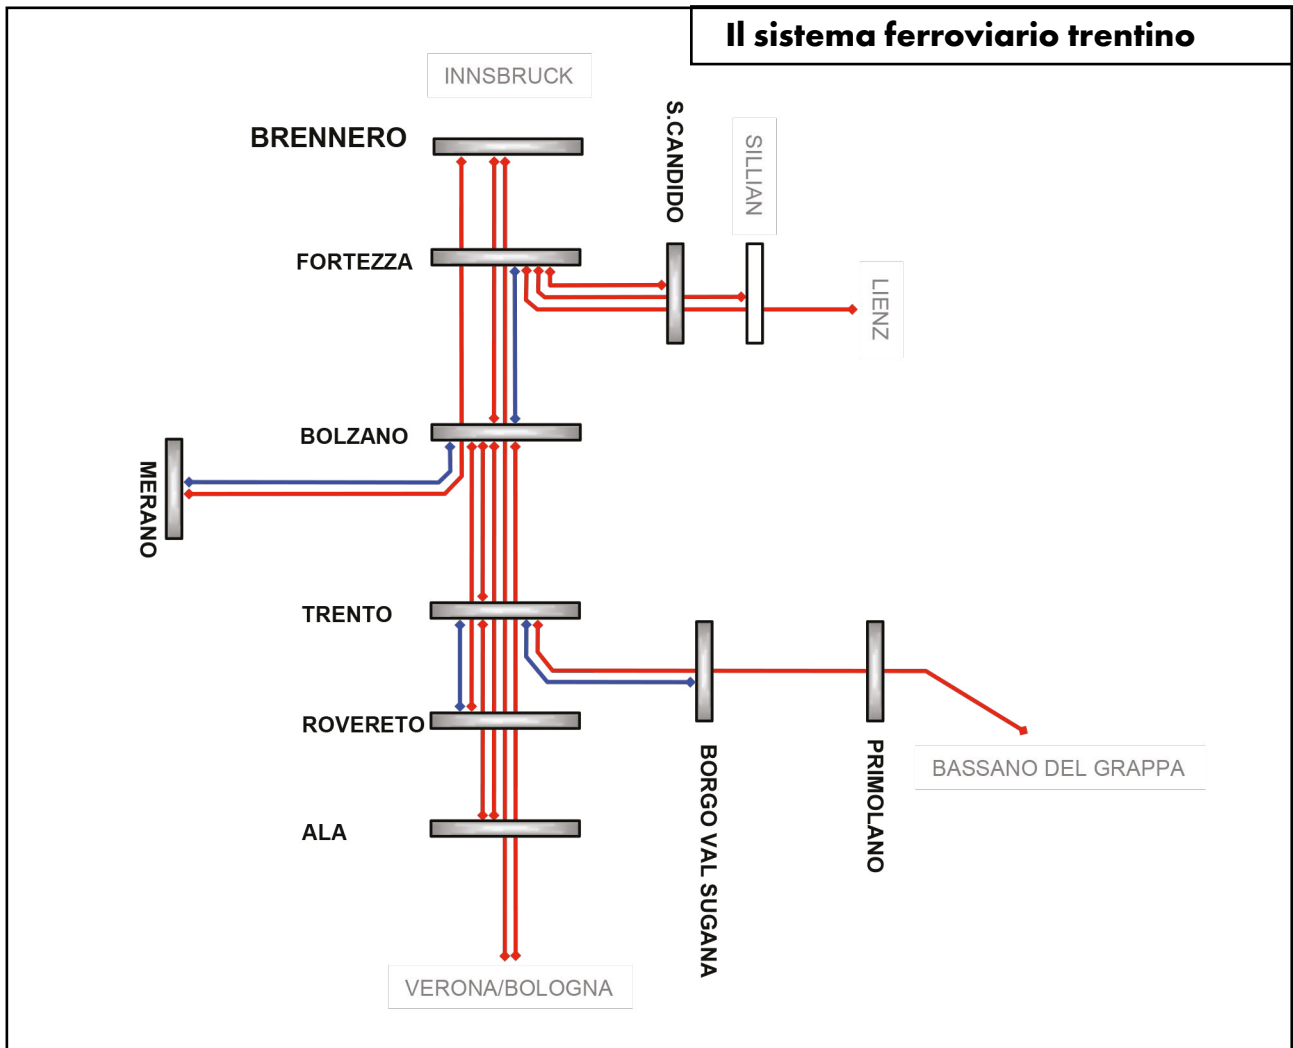 Il sistema ferroviario trentino
INNSBRUCK
BRENNERO
S.CANDIDO
SILLIAN
FORTEZZA
LIENZ
BOLZANO
MERANO
TRENTO
ROVERETO
BORGO VAL SUGANA
PRIMOLANO
BASSANO DEL GRAPPA
ALA
VERONA/BOLOGNA